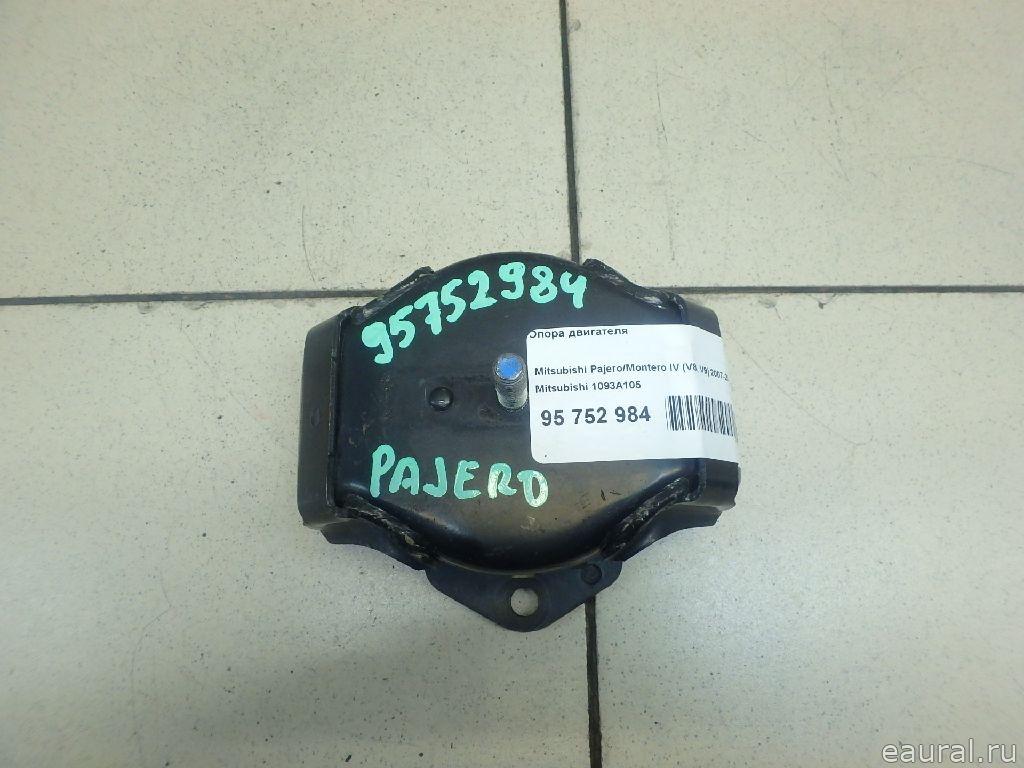 95752984
Опора двигателя
Mitsubishi Pajero/Montero IV (V8, V9) 2007-
Mitsubishi 1093A105
95 752 984
PAJERO
eaural.ru